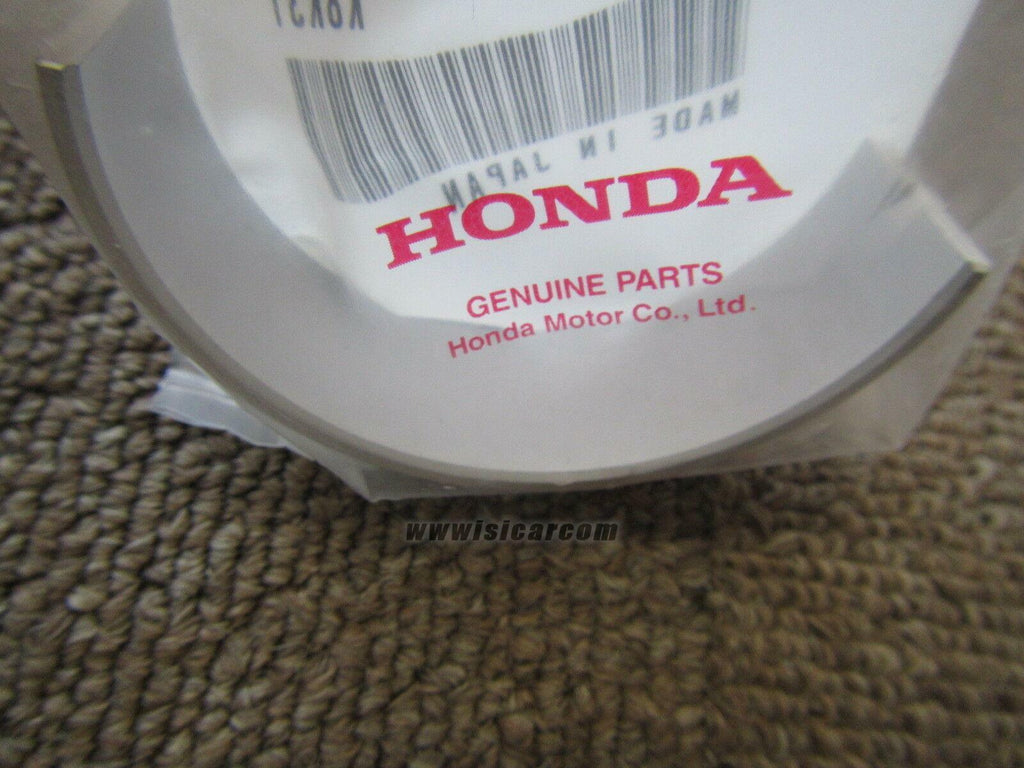 MADE IN JAPAN
HONDA
GENUINE PARTS
Honda Motor Co., Ltd.
wwwisicarcom